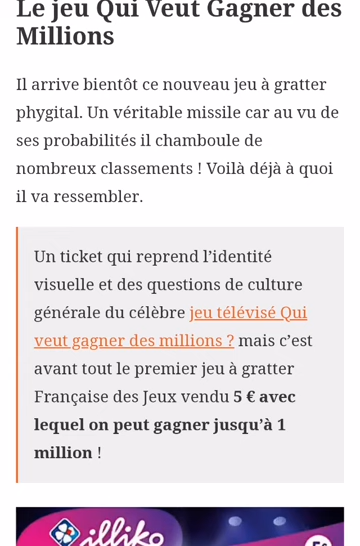 Le jeu Qui Veut Gagner des
Millions
Il arrive bientôt ce nouveau jeu à gratter
phygital. Un véritable missile car au vu de
ses probabilités il chamboule de
nombreux classements ! Voilà déjà à quoi
il va ressembler.
Un ticket qui reprend l’identité
visuelle et des questions de culture
générale du célèbre jeu télévisé Qui
veut gagner des millions ? mais c’est
avant tout le premier jeu à gratter
Française des Jeux vendu 5 € avec
lequel on peut gagner jusqu’à 1
million !
illiko